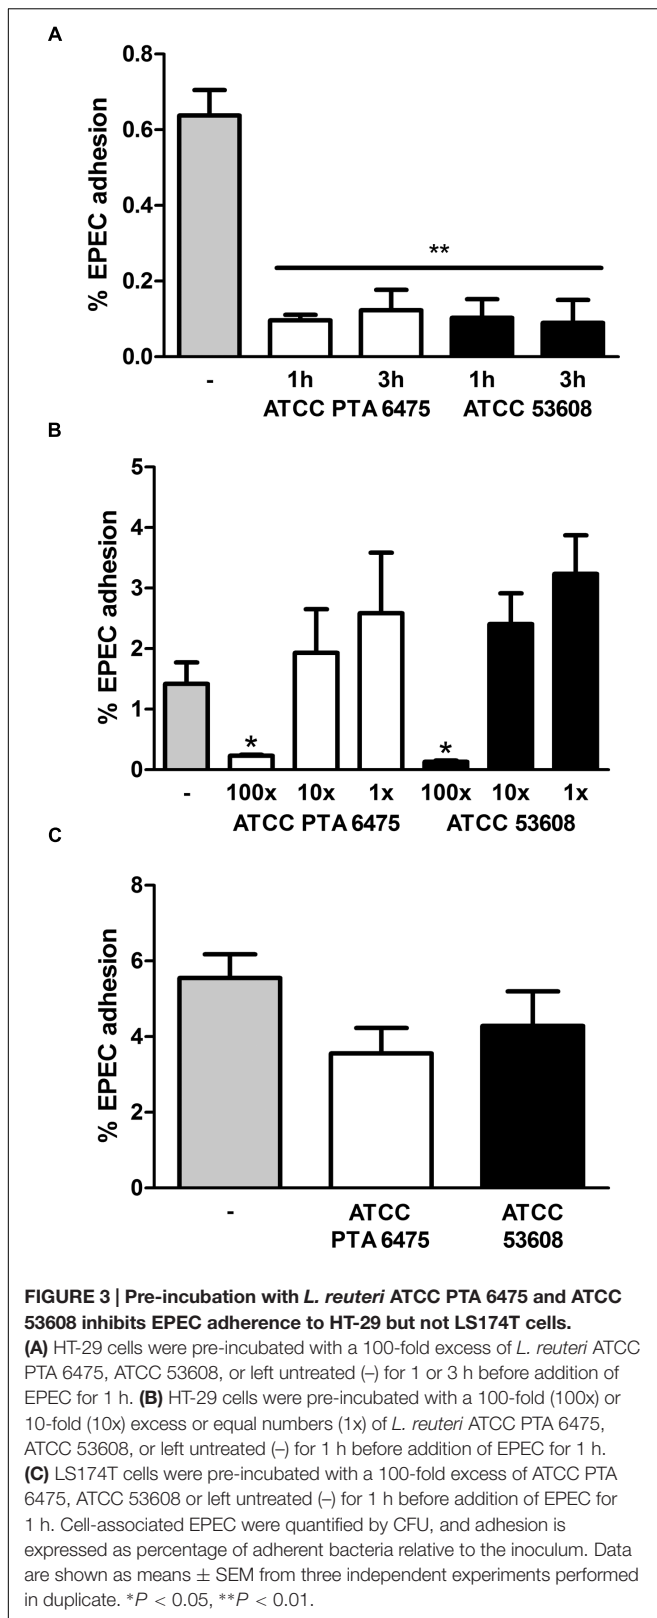 A
0.8
0.6
0.4
0.2
0.0
% EPEC adhesion
**
- 1h 3h 1h 3h
ATCC PTA 6475 ATCC 53608
B
5
4
3
2
1
0
% EPEC adhesion
* *
- 100x 10x 1x 100x 10x 1x
ATCC PTA 6475 ATCC 53608
C
8
6
4
2
0
% EPEC adhesion
- ATCC ATCC
PTA 6475 53608
FIGURE 3 | Pre-incubation with L. reuteri ATCC PTA 6475 and ATCC
53608 inhibits EPEC adherence to HT-29 but not LS174T cells.
(A) HT-29 cells were pre-incubated with a 100-fold excess of L. reuteri ATCC
PTA 6475, ATCC 53608, or left untreated (–) for 1 or 3 h before addition of
EPEC for 1 h. (B) HT-29 cells were pre-incubated with a 100-fold (100x) or
10-fold (10x) excess or equal numbers (1x) of L. reuteri ATCC PTA 6475,
ATCC 53608, or left untreated (–) for 1 h before addition of EPEC for 1 h.
(C) LS174T cells were pre-incubated with a 100-fold excess of ATCC PTA
6475, ATCC 53608 or left untreated (–) for 1 h before addition of EPEC for
1 h. Cell-associated EPEC were quantified by CFU, and adhesion is
expressed as percentage of adherent bacteria relative to the inoculum. Data
are shown as means ± SEM from three independent experiments performed
in duplicate. *P < 0.05, **P < 0.01.